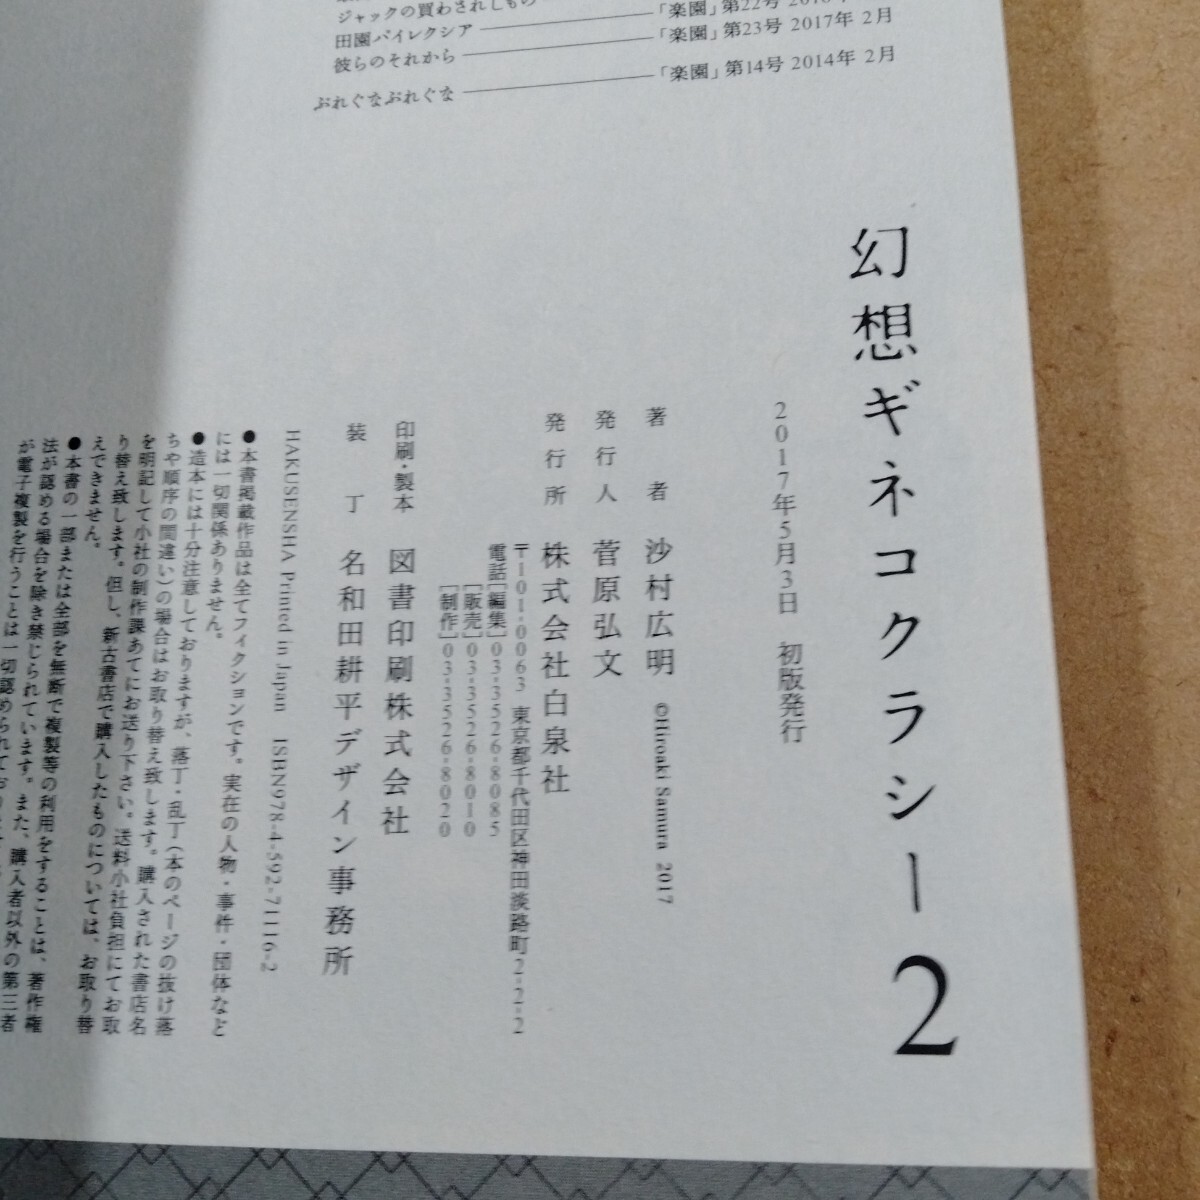 ジャックの買わされしもの
田園パイレクシア 「楽園」第22号
彼らのそれから 「楽園」第23号 2017年 2月
ぷれぐなぷれぐな 「楽園」第14号 2014年 2月
幻想ギネコクラシー2
2017年5月3日 初版発行
著者 沙村広明 ©Hiroaki Samura 2017
発行人 菅原弘文
発行所 株式会社白泉社
〒101-0063 東京都千代田区神田淡路町2-2-2
電話[編集]03-3526-8085
[販売]03-3526-8010
[制作]03-3526-8020
印刷・製本 図書印刷株式会社
装丁 名和田耕平デザイン事務所
HAKUSENSHA Printed in Japan ISBN978-4-592-71116-2
●本書掲載作品は全てフィクションです。実在の人物・事件・団体など
には一切関係ありません。
●造本には十分注意しておりますが、落丁・乱丁(本のページの抜け落
ちや順序の間違い)の場合はお取り替え致します。購入された書店名
を明記して小社の制作課あてにお送り下さい。送料小社負担にてお取
り替え致します。但し、新古書店で購入したものについては、お取り替
えできません。
●本書の一部または全部を無断で複製等の利用をすることは、著作権
法が認める場合を除き禁じられています。また、購入者以外の第三者
が電子複製を行うことは一切認められており